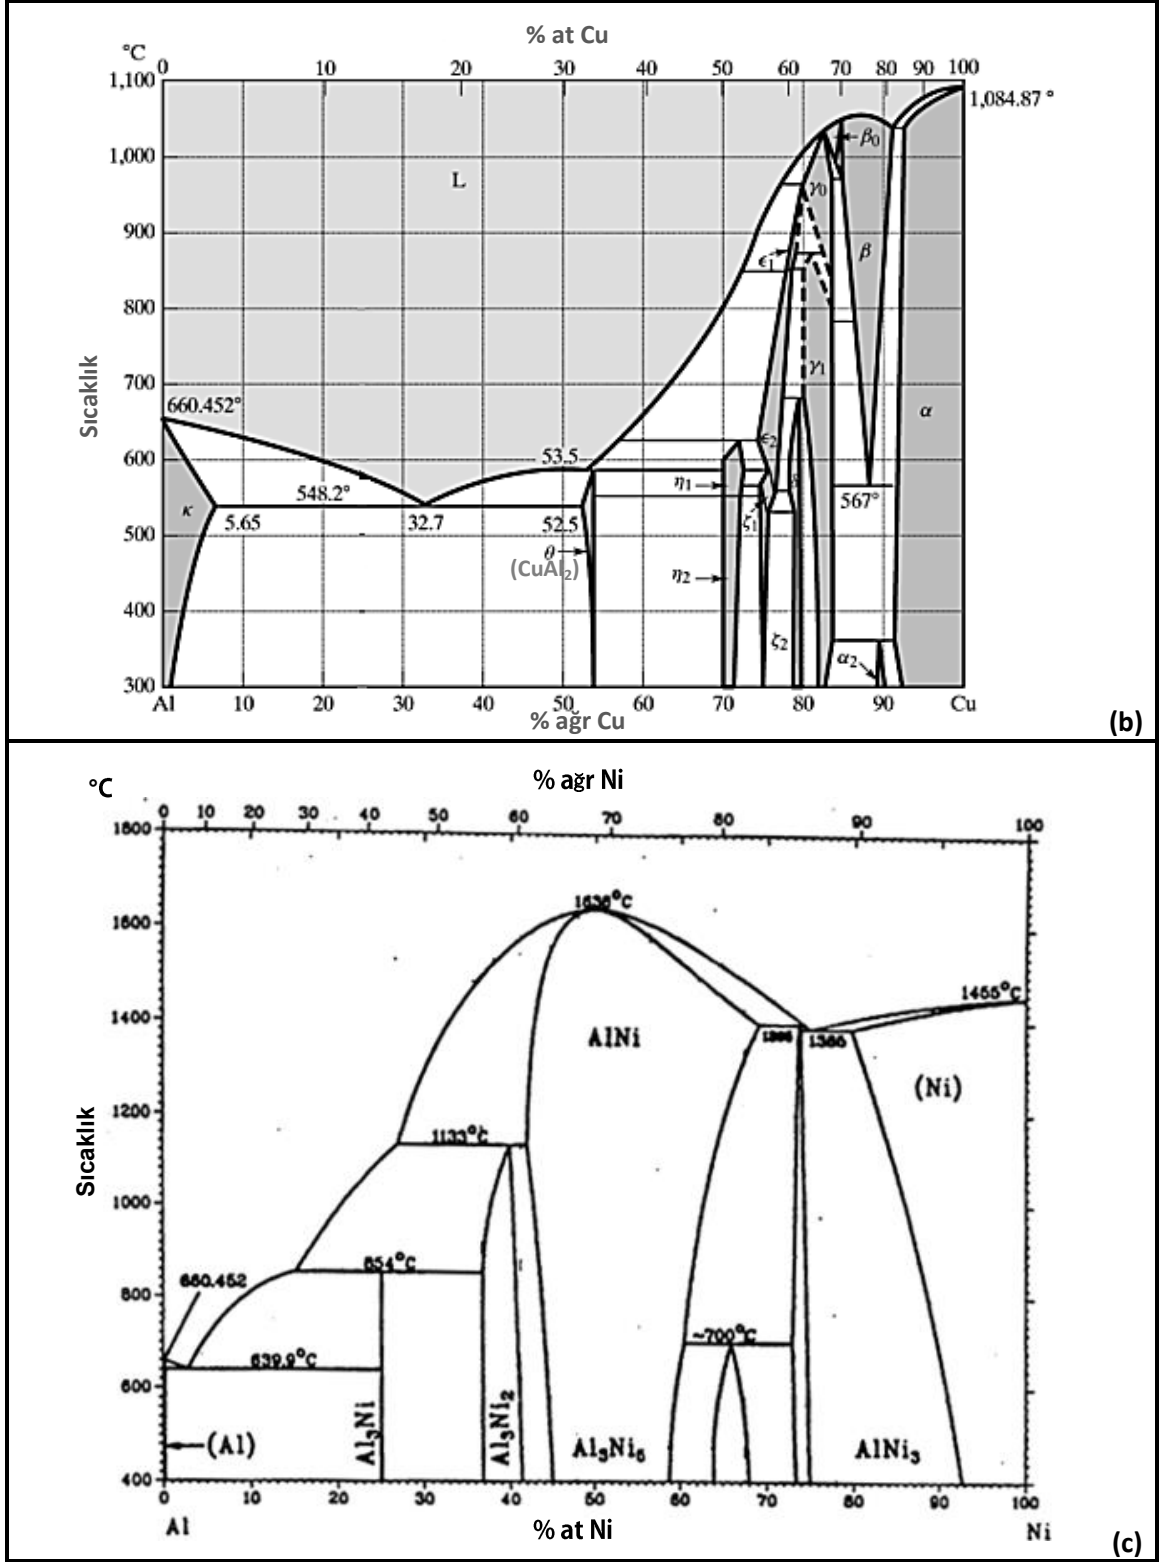 % at Cu
°C
0 10 20 30 40 50 60 70 80 90 100
1,100
1,084.87 °
β0
1,000
L
γ0
900
ϵ1
β
800
Sıcaklık
700
γ1
660.452°
α
ϵ2
600
53.5
η1
δ
548.2°
567°
κ
5.65
32.7
52.5
ζ1
500
θ
(CuAl2)
η2
400
ζ2
α2
300
Al 10 20 30 40 50 60 70 80 90 Cu
% ağr Cu
(b)
% ağr Ni
°C
0 10 20 30 40 50 60 70 80 90 100
1800
1638°C
1600
1455°C
1400
AlNi
1395
1385
(Ni)
1200
1133°C
Sıcaklık
1000
854°C
660.452
800
~700°C
639.9°C
600
(Al)
Al3Ni
Al3Ni2
Al3Ni5
AlNi3
400
0 10 20 30 40 50 60 70 80 90 100
Al
% at Ni
Ni
(c)